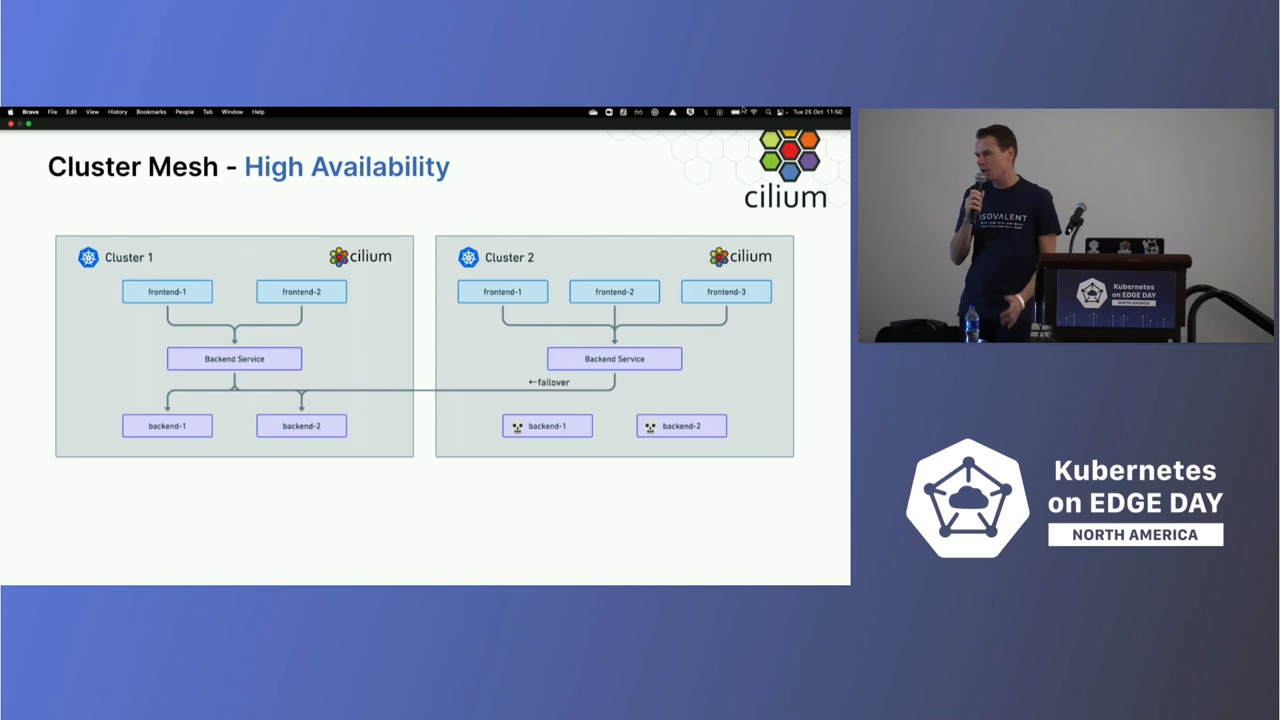 Brave File Edit View History Bookmarks People Tab Window Help
Tue 25 Oct 11:50
Cluster Mesh - High Availability
cilium
Cluster 1
cilium
Cluster 2
cilium
frontend-1
frontend-2
frontend-1
frontend-2
frontend-3
Backend Service
Backend Service
←failover
backend-1
backend-2
backend-1
backend-2
ISOVALENT
Kubernetes
on EDGE DAY
NORTH AMERICA
Kubernetes
on EDGE DAY
NORTH AMERICA